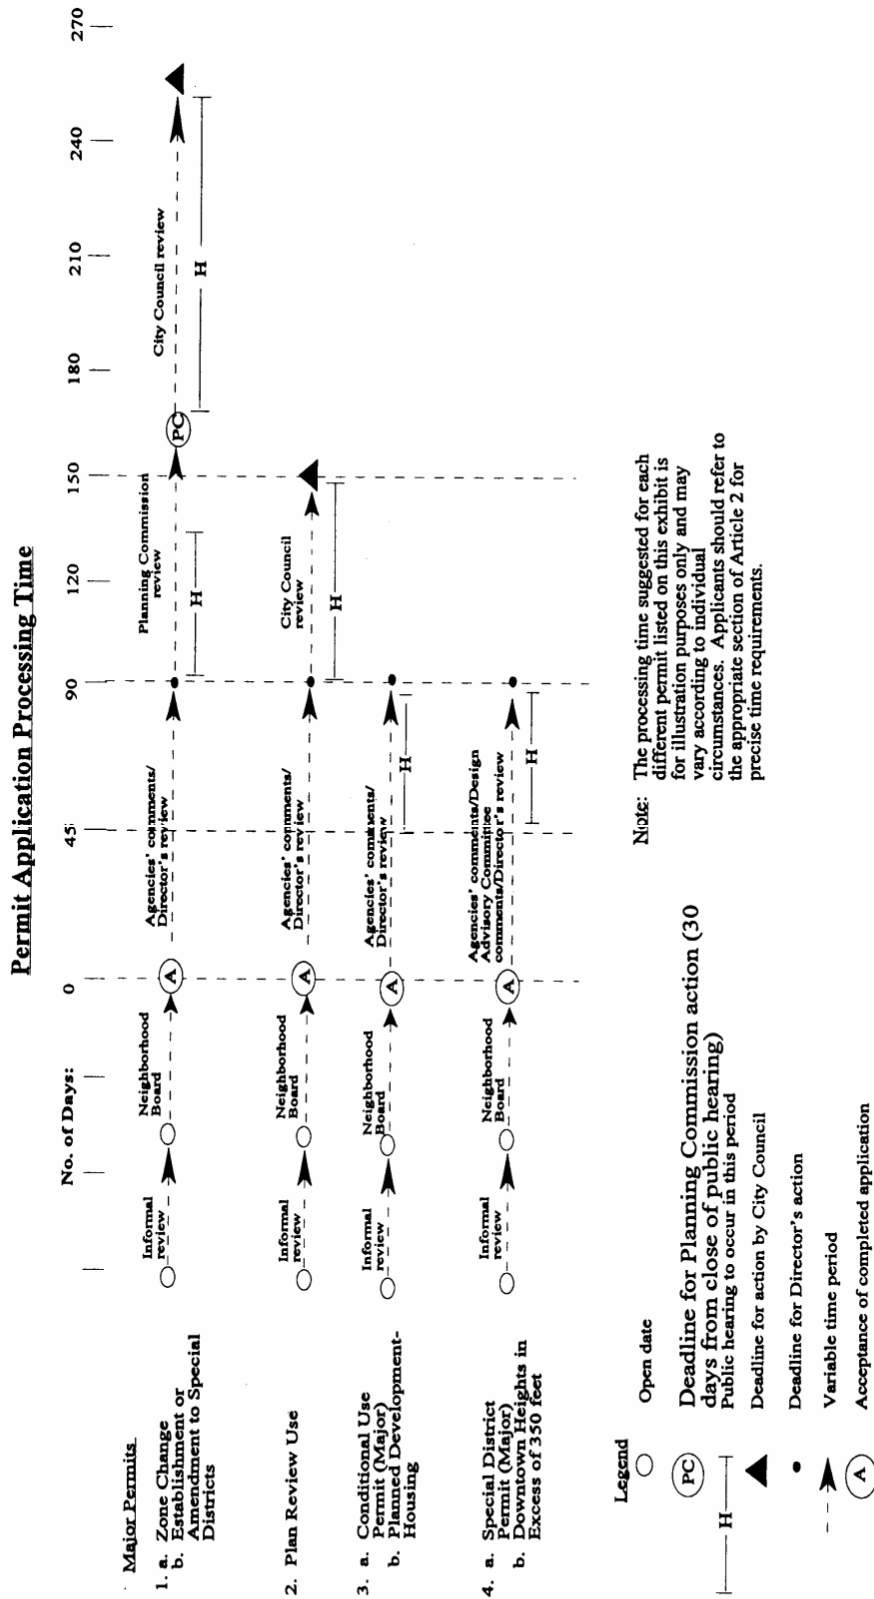 Permit Application Processing Time
No. of Days:
0
45
90
120
150
180
210
240
270
Major Permits
1. a. Zone Change
b. Establishment or
Amendment to Special
Districts
Informal
review
Neighborhood
Board
A
Agencies' comments/
Director's review
Planning Commission
review
H
PC
City Council review
H
2. Plan Review Use
Informal
review
Neighborhood
Board
A
Agencies' comments/
Director's review
City Council
review
H
3. a. Conditional Use
Permit (Major)
b. Planned Development-
Housing
Informal
review
Neighborhood
Board
A
Agencies' comments/
Director's review
H
4. a. Special District
Permit (Major)
b. Downtown Heights in
Excess of 350 feet
Informal
review
Neighborhood
Board
A
Agencies' comments/Design
Advisory Committee
comments/Director's review
H
Legend
Open date
PC
Deadline for Planning Commission action (30
days from close of public hearing)
H
Public hearing to occur in this period
Deadline for action by City Council
Deadline for Director's action
Variable time period
A
Acceptance of completed application
Note: The processing time suggested for each
different permit listed on this exhibit is
for illustration purposes only and may
vary according to individual
circumstances. Applicants should refer to
the appropriate section of Article 2 for
precise time requirements.